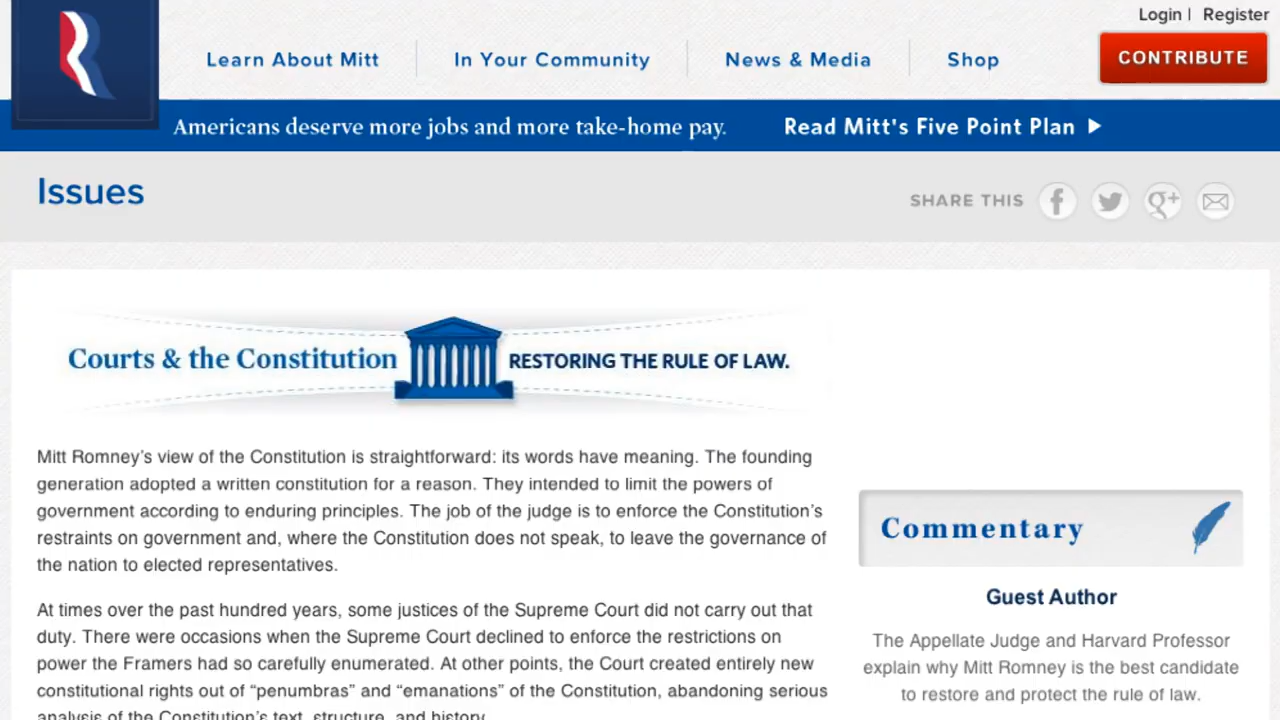 Login | Register
Learn About Mitt
In Your Community
News & Media
Shop
CONTRIBUTE
Americans deserve more jobs and more take-home pay.
Read Mitt's Five Point Plan
Issues
SHARE THIS
Courts & the Constitution
RESTORING THE RULE OF LAW.
Mitt Romney’s view of the Constitution is straightforward: its words have meaning. The founding
generation adopted a written constitution for a reason. They intended to limit the powers of
government according to enduring principles. The job of the judge is to enforce the Constitution’s
restraints on government and, where the Constitution does not speak, to leave the governance of
the nation to elected representatives.
At times over the past hundred years, some justices of the Supreme Court did not carry out that
duty. There were occasions when the Supreme Court declined to enforce the restrictions on
power the Framers had so carefully enumerated. At other points, the Court created entirely new
constitutional rights out of “penumbras” and “emanations” of the Constitution, abandoning serious
analysis of the Constitution’s text, structure, and history.
Commentary
Guest Author
The Appellate Judge and Harvard Professor
explain why Mitt Romney is the best candidate
to restore and protect the rule of law.